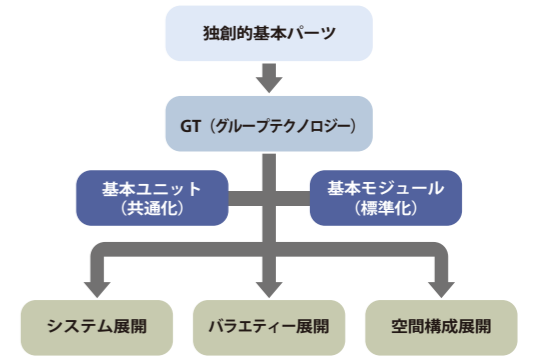 独創的基本パーツ
GT（グループテクノロジー）
基本ユニット
（共通化）
基本モジュール
（標準化）
システム展開
バラエティー展開
空間構成展開